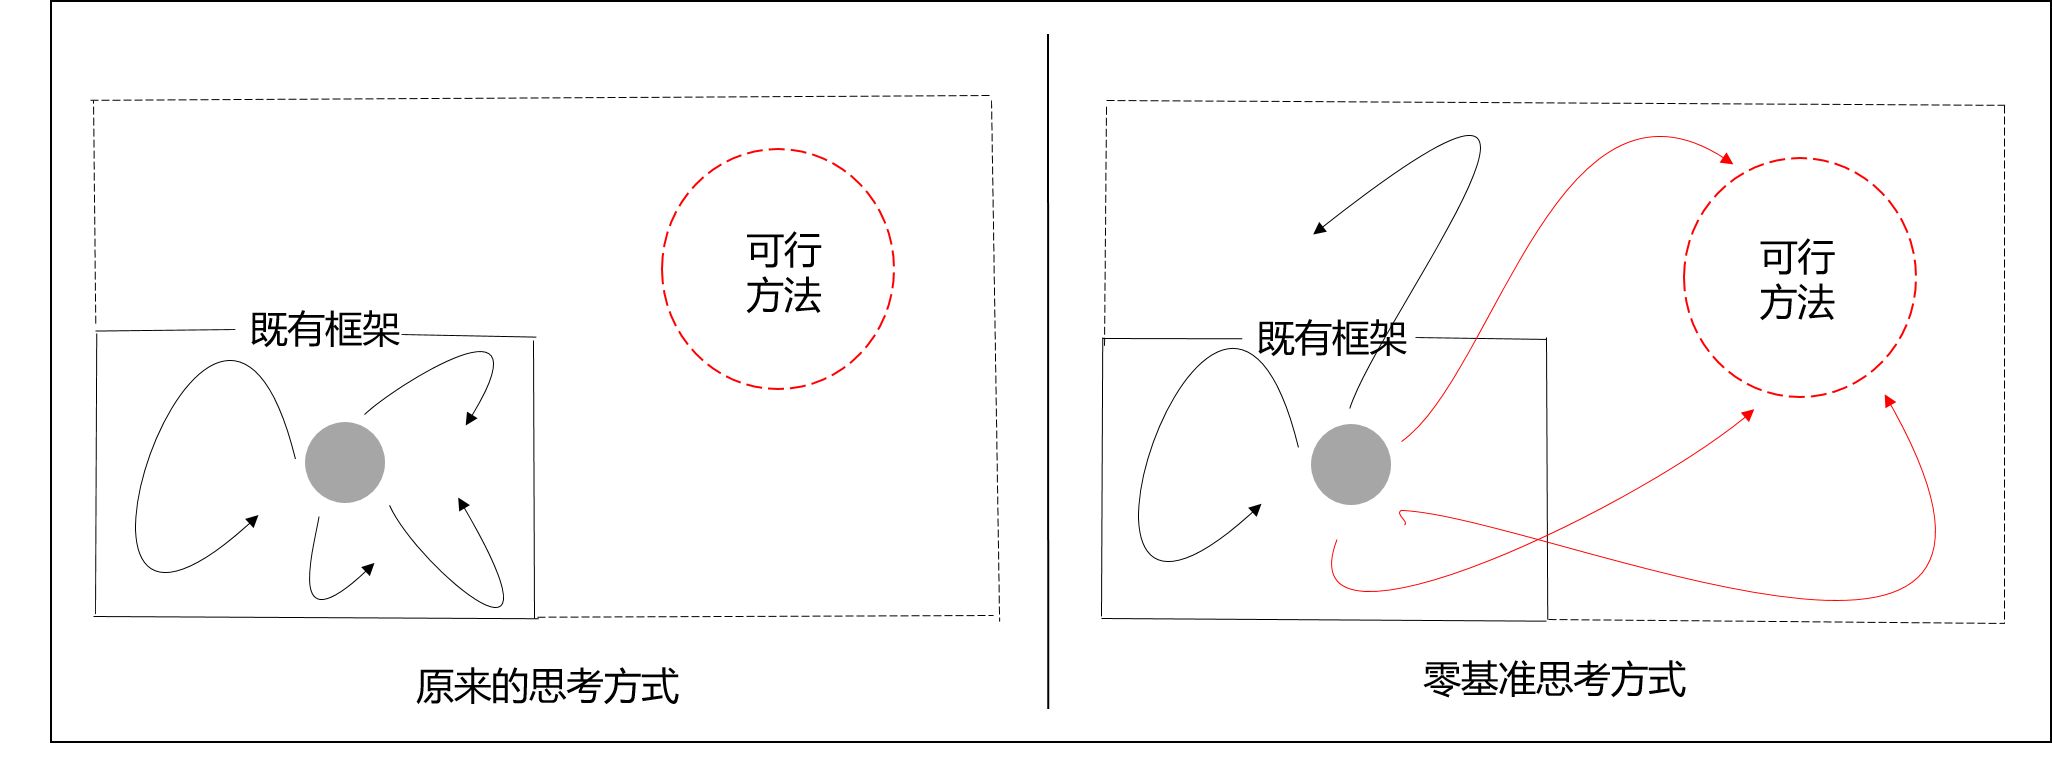 可行
方法
既有框架
原来的思考方式
可行
方法
既有框架
零基准思考方式